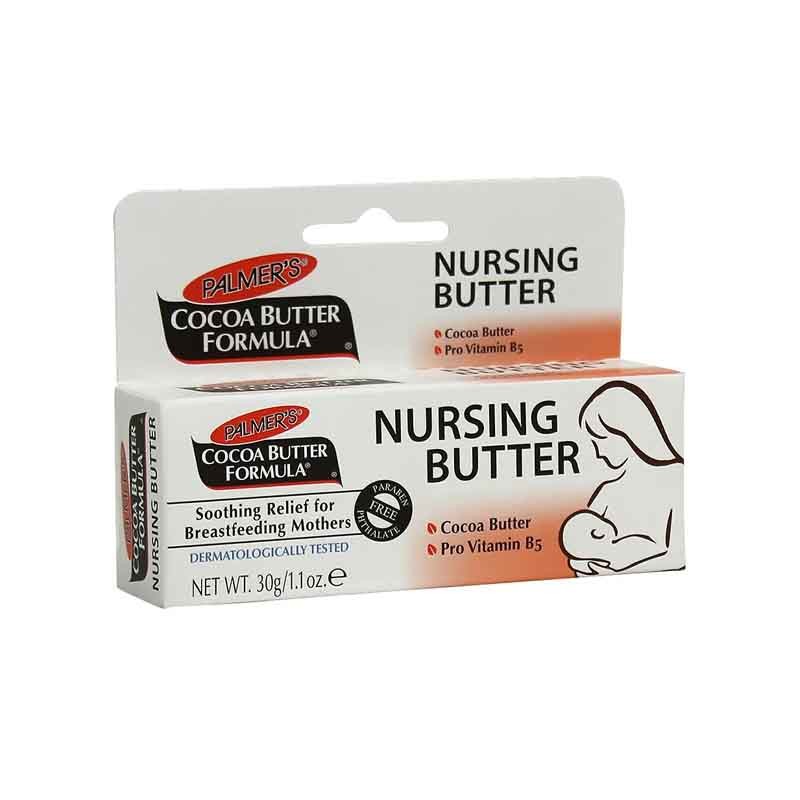 PALMER'S®
COCOA BUTTER
FORMULA®
NURSING
BUTTER
Cocoa Butter
Pro Vitamin B5
PALMER'S®
COCOA BUTTER
FORMULA®
NURSING BUTTER
PALMER'S®
COCOA BUTTER
FORMULA®
Soothing Relief for
Breastfeeding Mothers
DERMATOLOGICALLY TESTED
NET WT. 30g/1.1oz.℮
PARABEN
FREE
PHTHALATE
NURSING
BUTTER
Cocoa Butter
Pro Vitamin B5